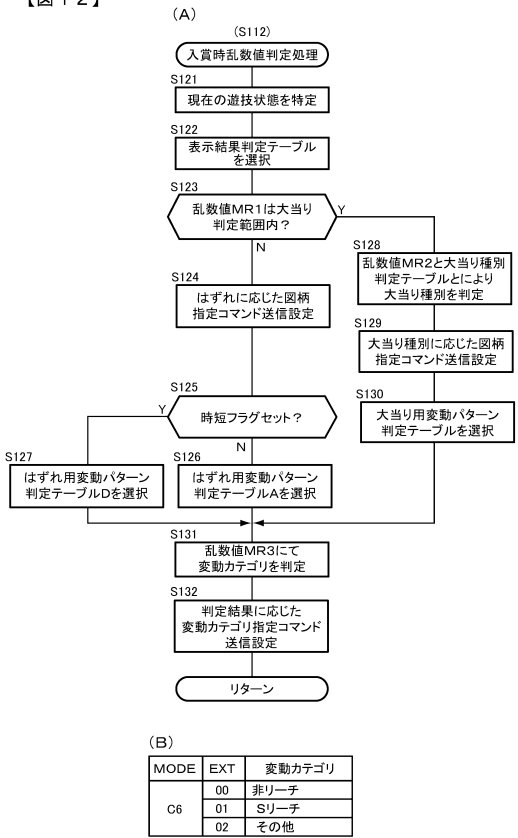 【図12】
(A)
(S112)
入賞時乱数値判定処理
S121
現在の遊技状態を特定
S122
表示結果判定テーブル
を選択
S123
乱数値MR1は大当り
判定範囲内?
Y
N
S128
乱数値MR2と大当り種別
判定テーブルとにより
大当り種別を判定
S124
はずれに応じた図柄
指定コマンド送信設定
S129
大当り種別に応じた図柄
指定コマンド送信設定
S125
時短フラグセット?
Y
N
S130
大当り用変動パターン
判定テーブルを選択
S127
はずれ用変動パターン
判定テーブルDを選択
S126
はずれ用変動パターン
判定テーブルAを選択
S131
乱数値MR3にて
変動カテゴリを判定
S132
判定結果に応じた
変動カテゴリ指定コマンド
送信設定
リターン
(B)
MODE EXT 変動カテゴリ
C6
00 非リーチ
01 Sリーチ
02 その他